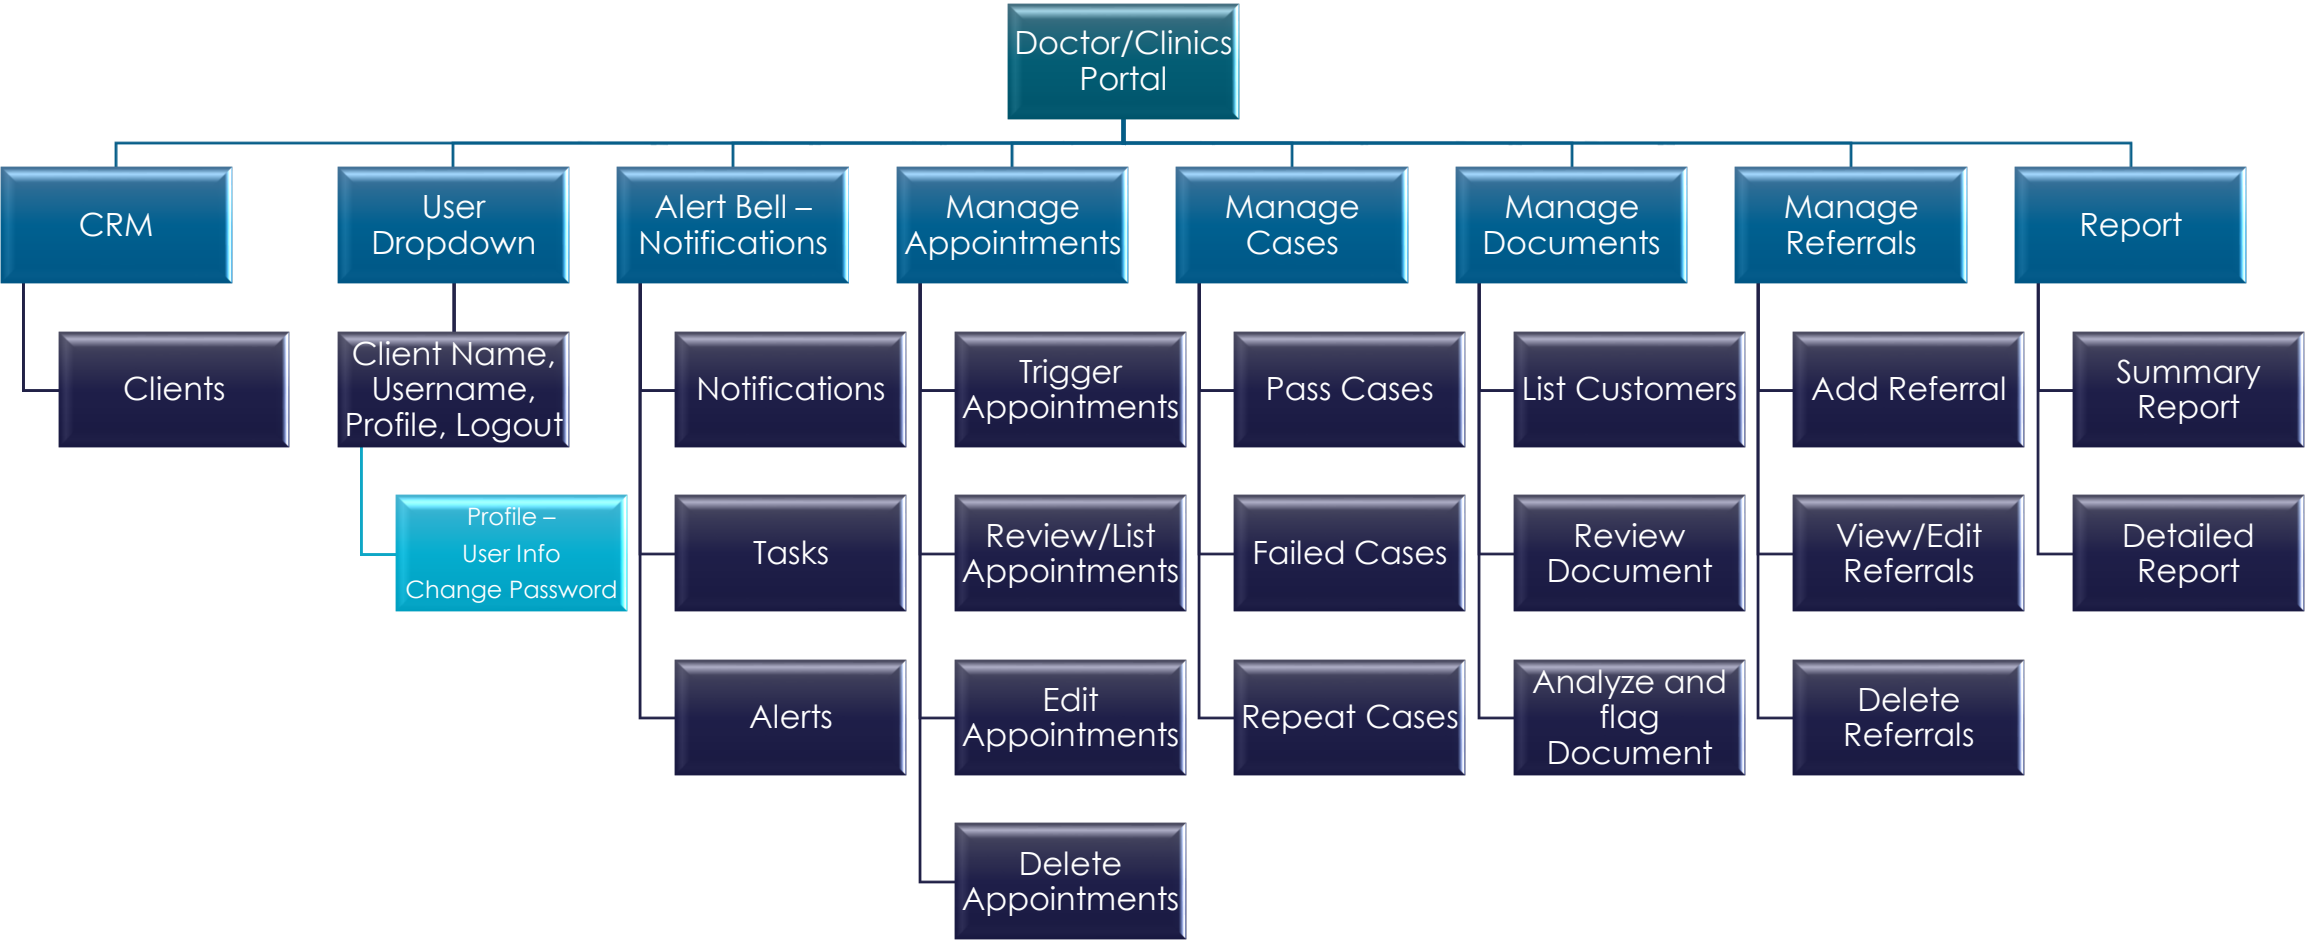 Doctor/Clinics
Portal
CRM
User
Dropdown
Alert Bell –
Notifications
Manage
Appointments
Manage
Cases
Manage
Documents
Manage
Referrals
Report
Clients
Client Name,
Username,
Profile, Logout
Profile –
User Info
Change Password
Notifications
Tasks
Alerts
Trigger
Appointments
Review/List
Appointments
Edit
Appointments
Delete
Appointments
Pass Cases
Failed Cases
Repeat Cases
List Customers
Review
Document
Analyze and
flag
Document
Add Referral
View/Edit
Referrals
Delete
Referrals
Summary
Report
Detailed
Report